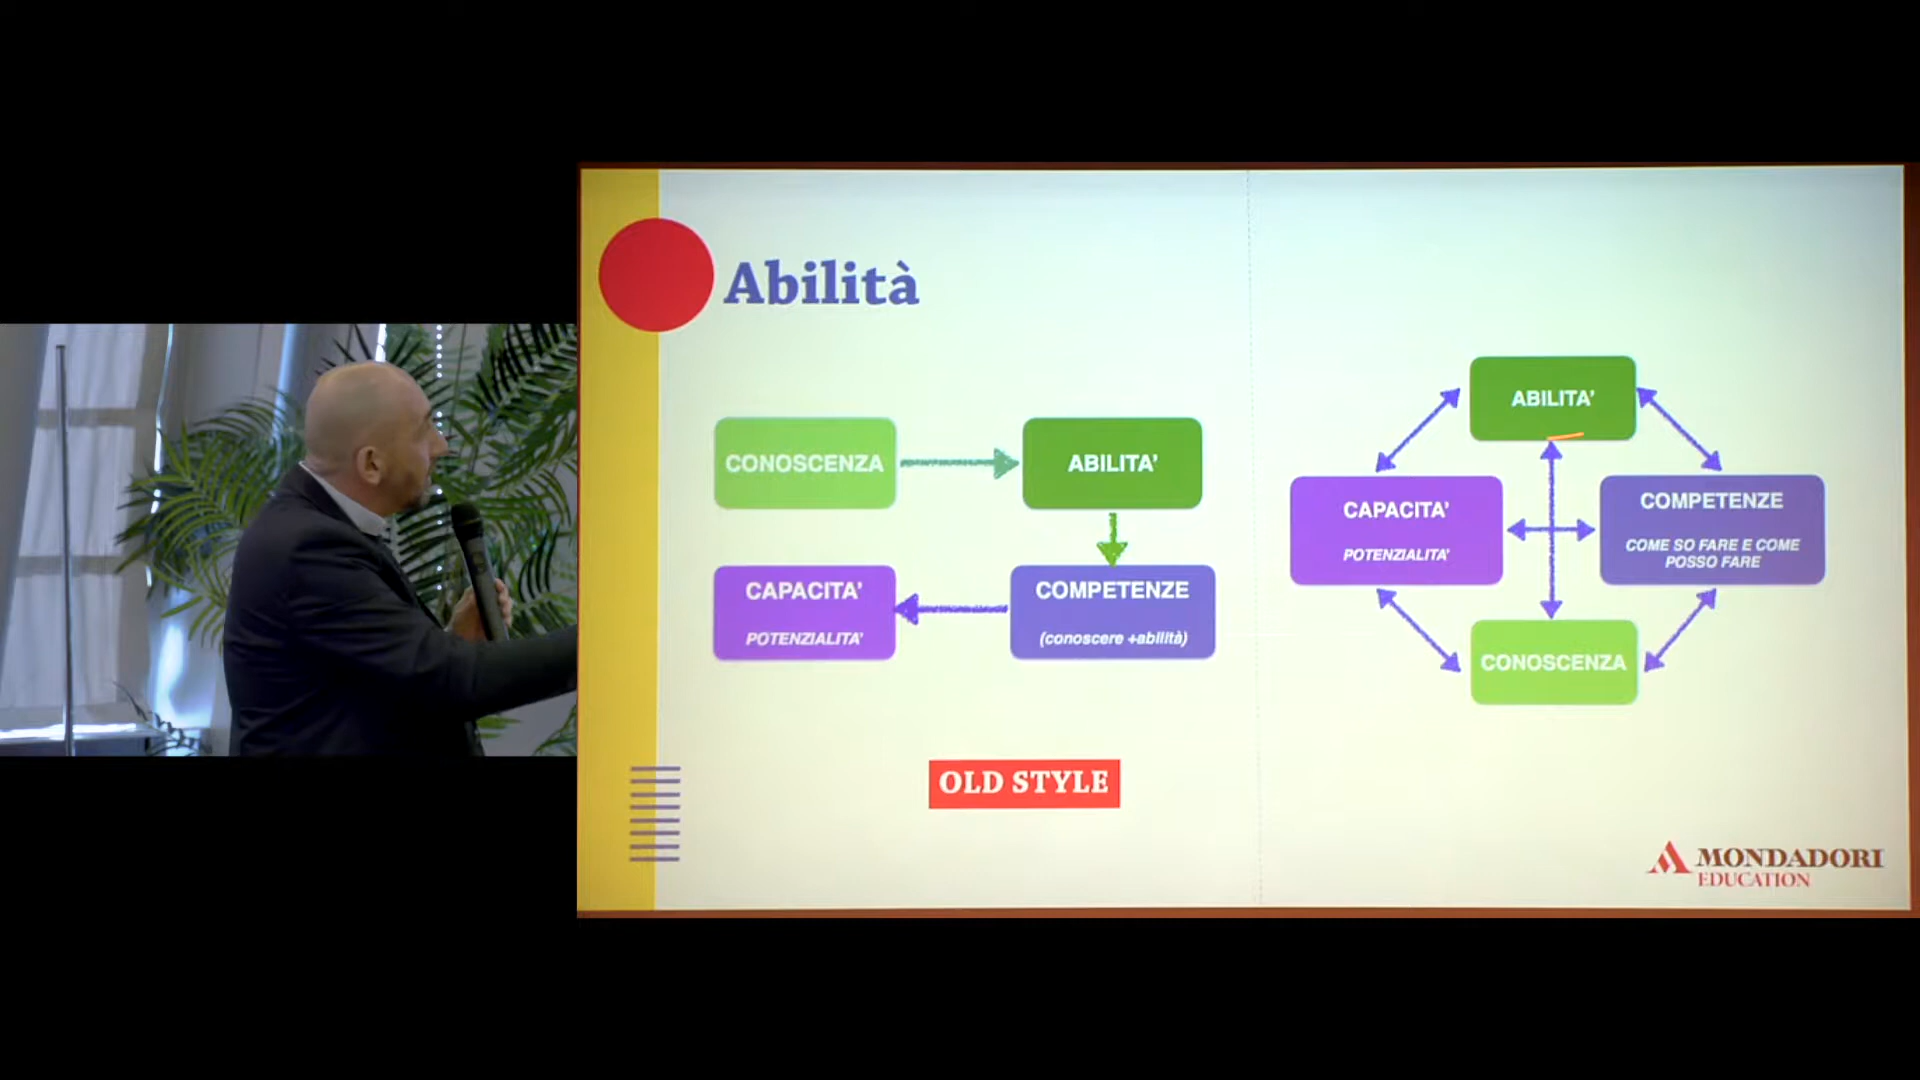 Abilità
CONOSCENZA
ABILITA'
CAPACITA'
POTENZIALITA'
COMPETENZE
(conoscere +abilità)
OLD STYLE
ABILITA'
CAPACITA'
POTENZIALITA'
COMPETENZE
COME SO FARE E COME
POSSO FARE
CONOSCENZA
MONDADORI
EDUCATION